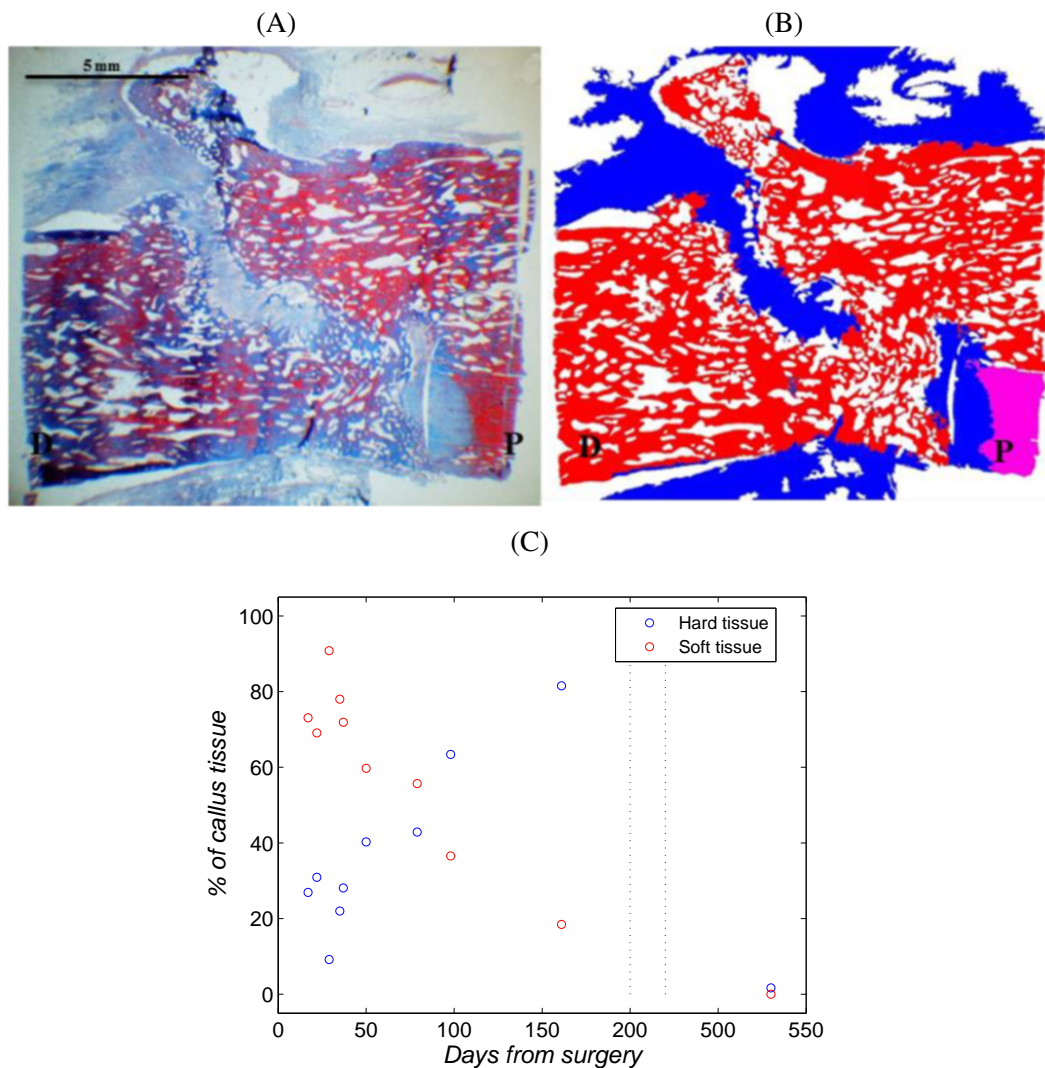 (A) (B)
5 mm
D P
D P
(C)
100
80
60
40
20
0
% of callus tissue
Hard tissue
Soft tissue
0 50 100 150 200 500 550
Days from surgery